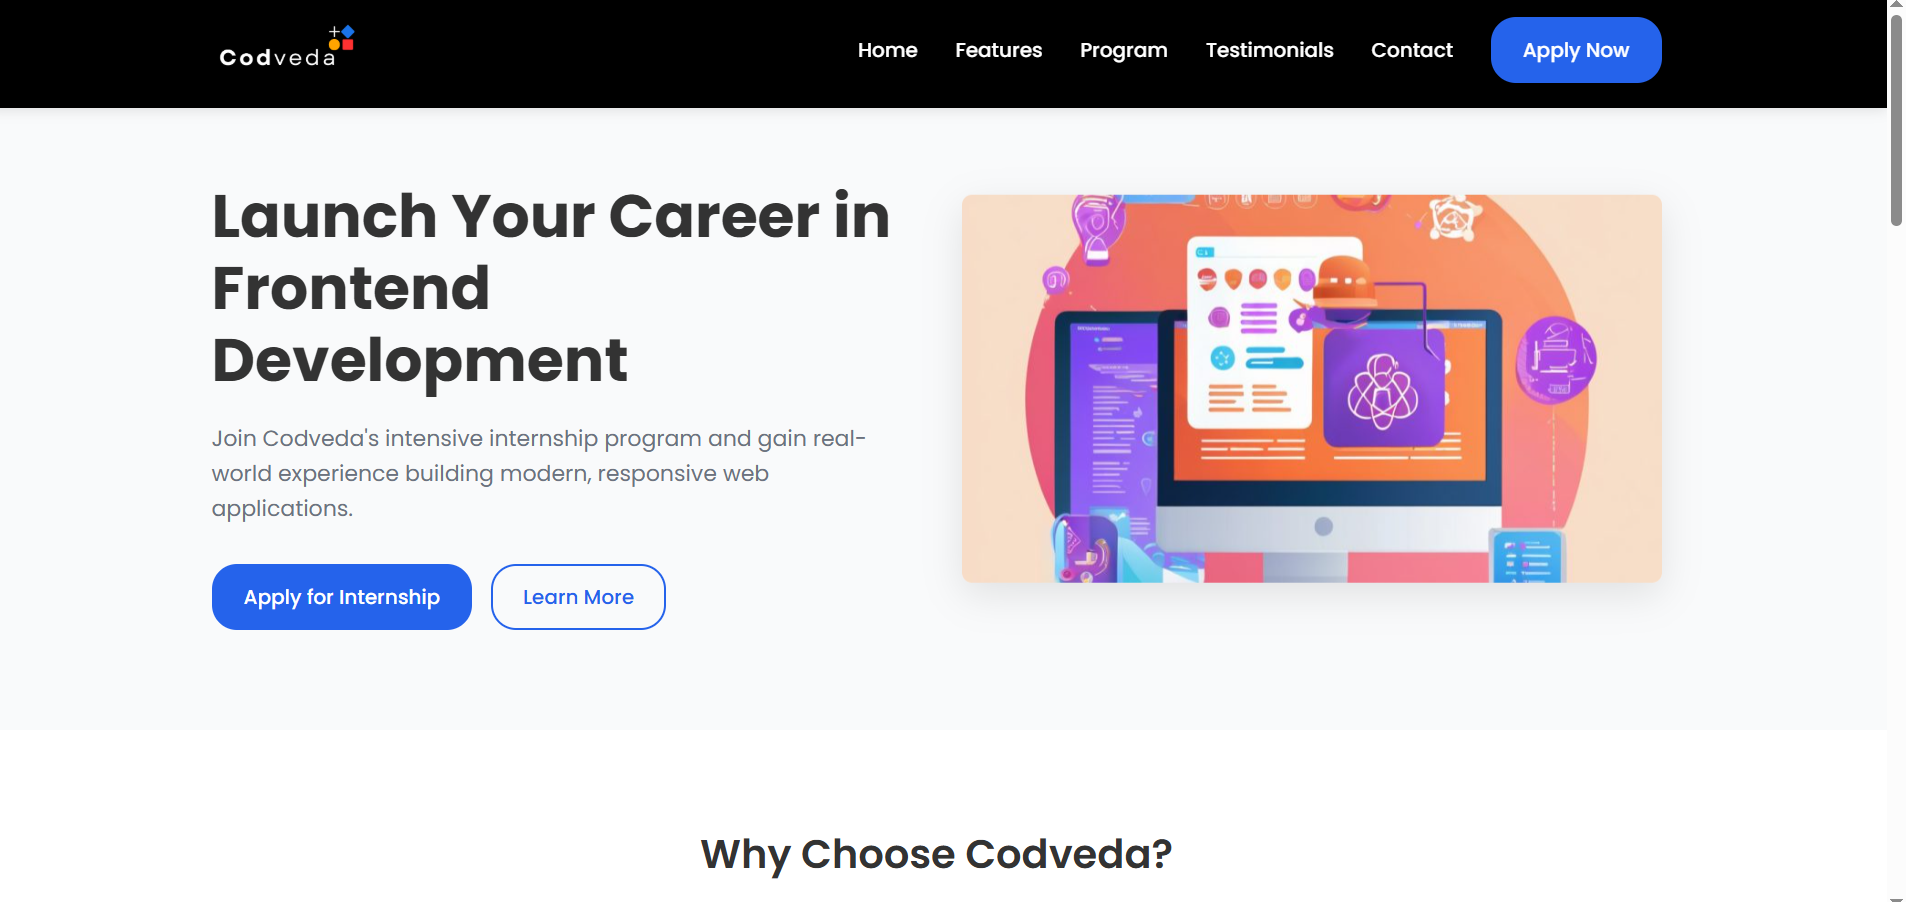 Codveda
Home
Features
Program
Testimonials
Contact
Apply Now
Launch Your Career in
Frontend
Development
Join Codveda's intensive internship program and gain real-
world experience building modern, responsive web
applications.
Apply for Internship
Learn More
Why Choose Codveda?